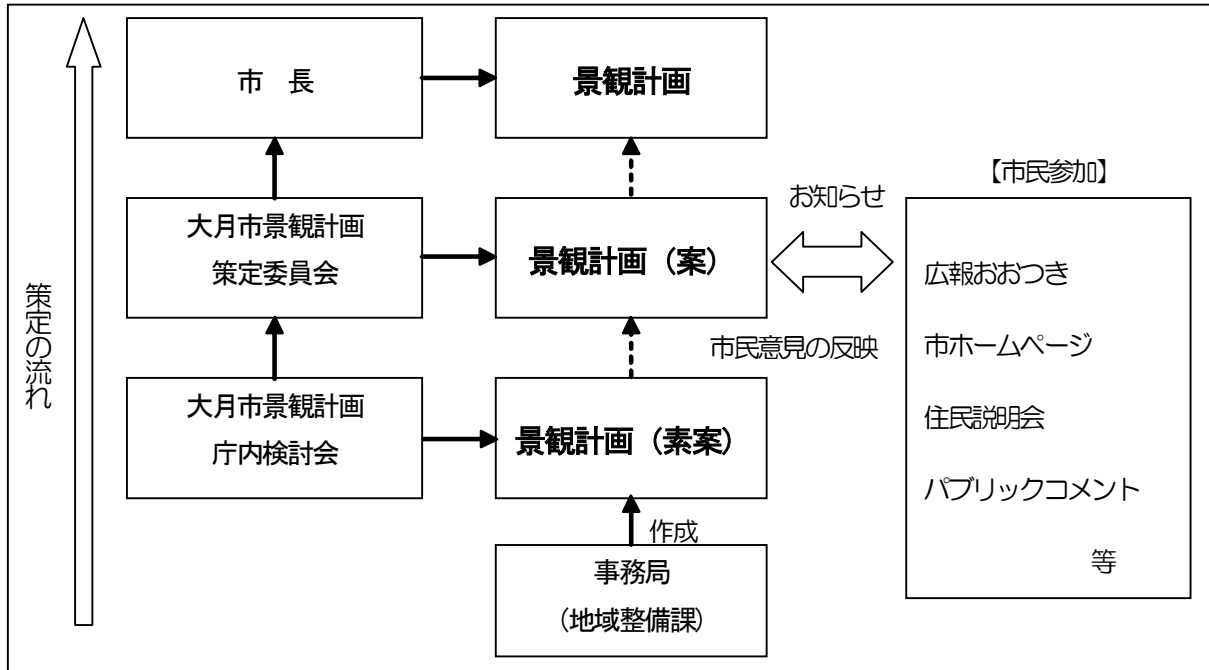 策定の流れ
市 長
景観計画
大月市景観計画
策定委員会
景観計画（案）
お知らせ
市民意見の反映
【市民参加】
広報おおつき
市ホームページ
住民説明会
パブリックコメント
等
大月市景観計画
庁内検討会
景観計画（素案）
作成
事務局
（地域整備課）